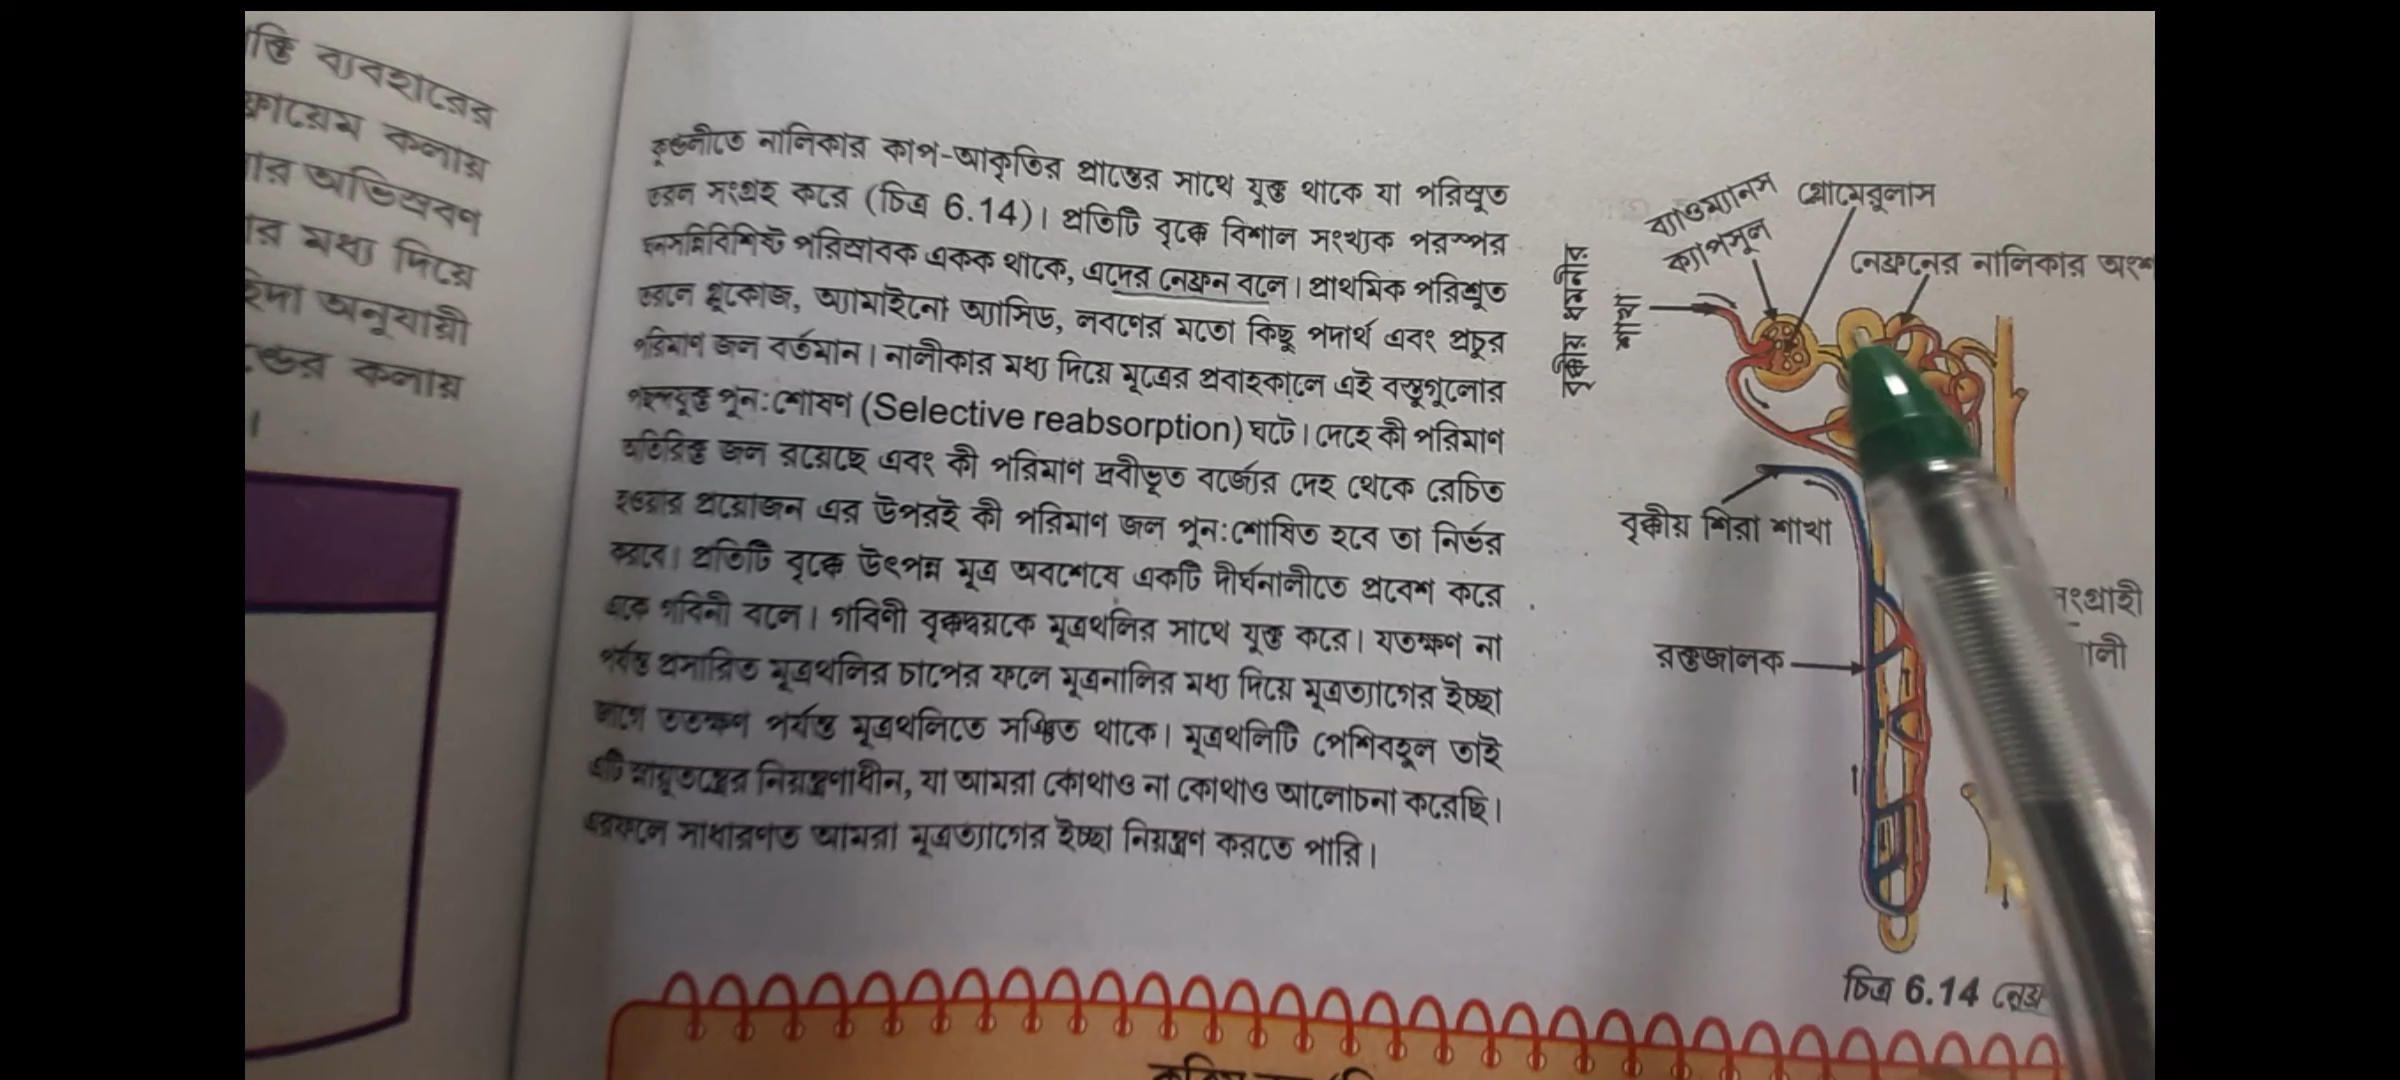 ব্যবহারের
কলায়
অভিস্রবণ
র মধ্য দিয়ে
অনুযায়ী
কলায়
।
কুণ্ডলীতে নালিকার কাপ-আকৃতির প্রান্তের সাথে যুক্ত থাকে যা পরিস্রুত
তরল সংগ্রহ করে (চিত্র 6.14)। প্রতিটি বৃক্কে বিশাল সংখ্যক পরস্পর
ঘনসন্নিবিশিষ্ট পরিস্রাবক একক থাকে, এদের নেফ্রন বলে। প্রাথমিক পরিশ্রুত
তরলে গ্লুকোজ, অ্যামাইনো অ্যাসিড, লবণের মতো কিছু পদার্থ এবং প্রচুর
পরিমাণ জল বর্তমান। নালীকার মধ্য দিয়ে মূত্রের প্রবাহকালে এই বস্তুগুলোর
পুন:শোষণ (Selective reabsorption) ঘটে। দেহে কী পরিমাণ
অতিরিক্ত জল রয়েছে এবং কী পরিমাণ দ্রবীভূত বর্জ্যের দেহ থেকে রেচিত
হওয়ার প্রয়োজন এর উপরই কী পরিমাণ জল পুন:শোষিত হবে তা নির্ভর
করবে। প্রতিটি বৃক্কে উৎপন্ন মূত্র অবশেষে একটি দীর্ঘনালীতে প্রবেশ করে
একে গবিনী বলে। গবিণী বৃক্কদ্বয়কে মূত্রথলির সাথে যুক্ত করে। যতক্ষণ না
পর্যন্ত প্রসারিত মূত্রথলির চাপের ফলে মূত্রনালির মধ্য দিয়ে মূত্রত্যাগের ইচ্ছা
জাগে ততক্ষণ পর্যন্ত মূত্রথলিতে সঞ্চিত থাকে। মূত্রথলিটি পেশিবহুল তাই
এটি স্নায়ুতন্ত্রের নিয়ন্ত্রণাধীন, যা আমরা কোথাও না কোথাও আলোচনা করেছি।
এরফলে সাধারণত আমরা মূত্রত্যাগের ইচ্ছা নিয়ন্ত্রণ করতে পারি।
ব্যাওম্যানস
ক্যাপসুল
গ্লোমেরুলাস
নেফ্রনের নালিকার অংশ
বৃক্কীয় ধমনীর
শাখা
বৃক্কীয় শিরা শাখা
সংগ্রাহী
নালী
রক্তজালক
চিত্র 6.14